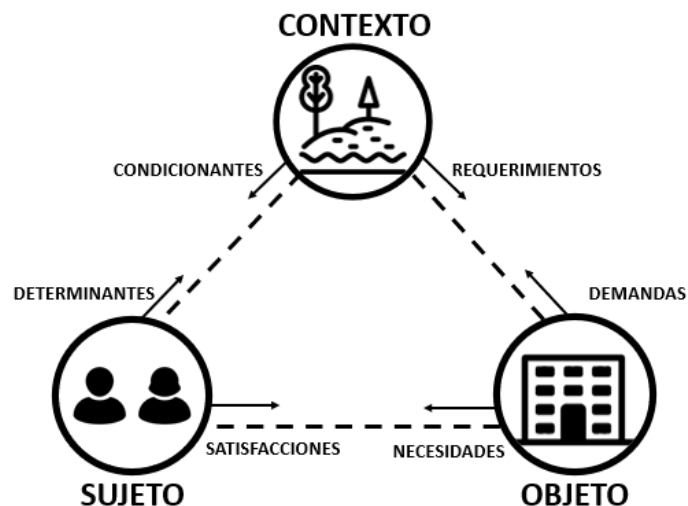 CONTEXTO
CONDICIONANTES
REQUERIMIENTOS
DETERMINANTES
DEMANDAS
SATISFACCIONES
NECESIDADES
SUJETO
OBJETO